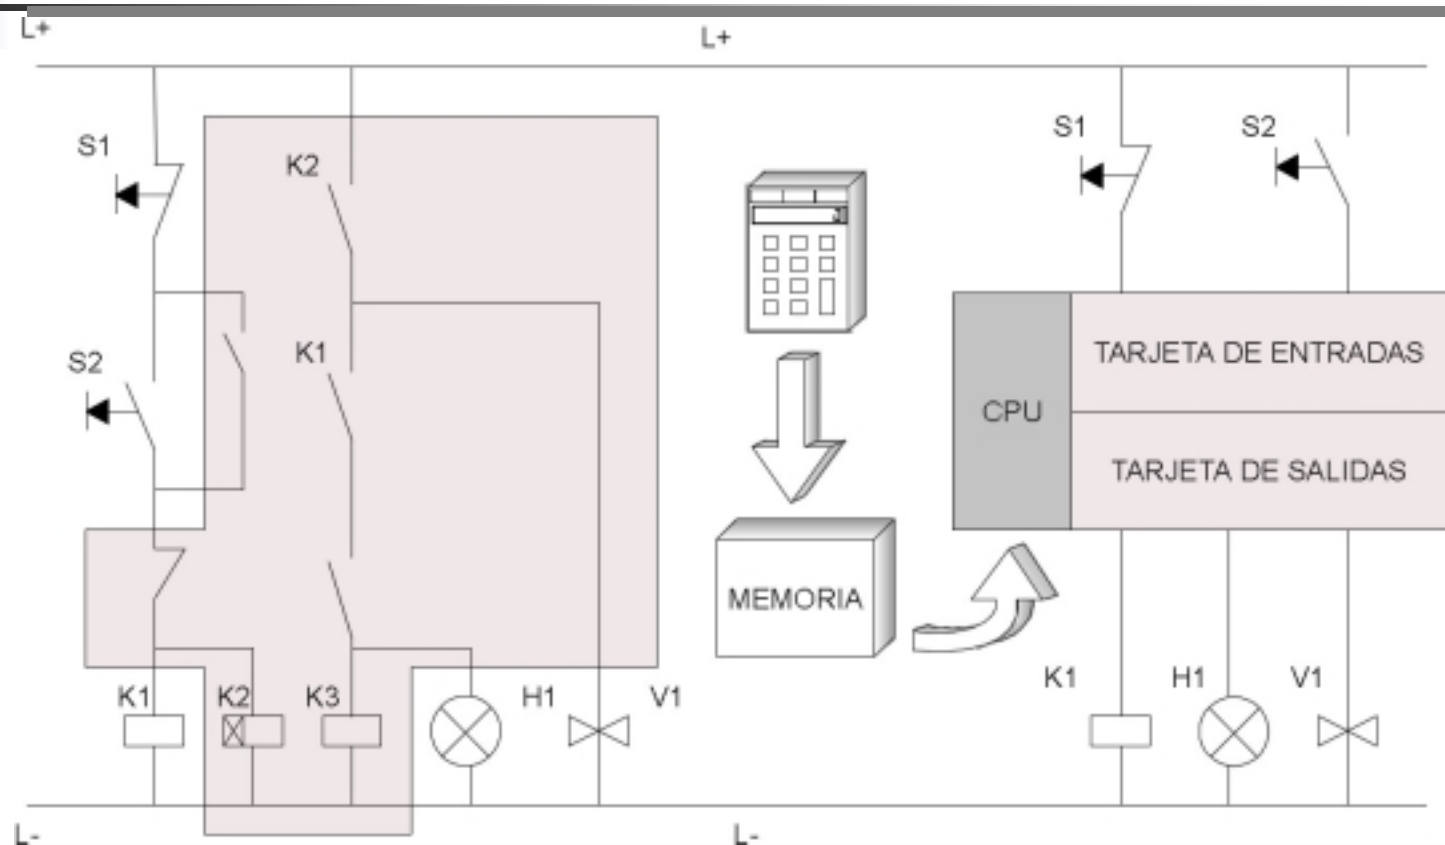 L+
L+
S1
K2
S1
S2
S2
K1
TARJETA DE ENTRADAS
CPU
TARJETA DE SALIDAS
MEMORIA
K1
K2
K3
H1
V1
K1
H1
V1
L-
L-